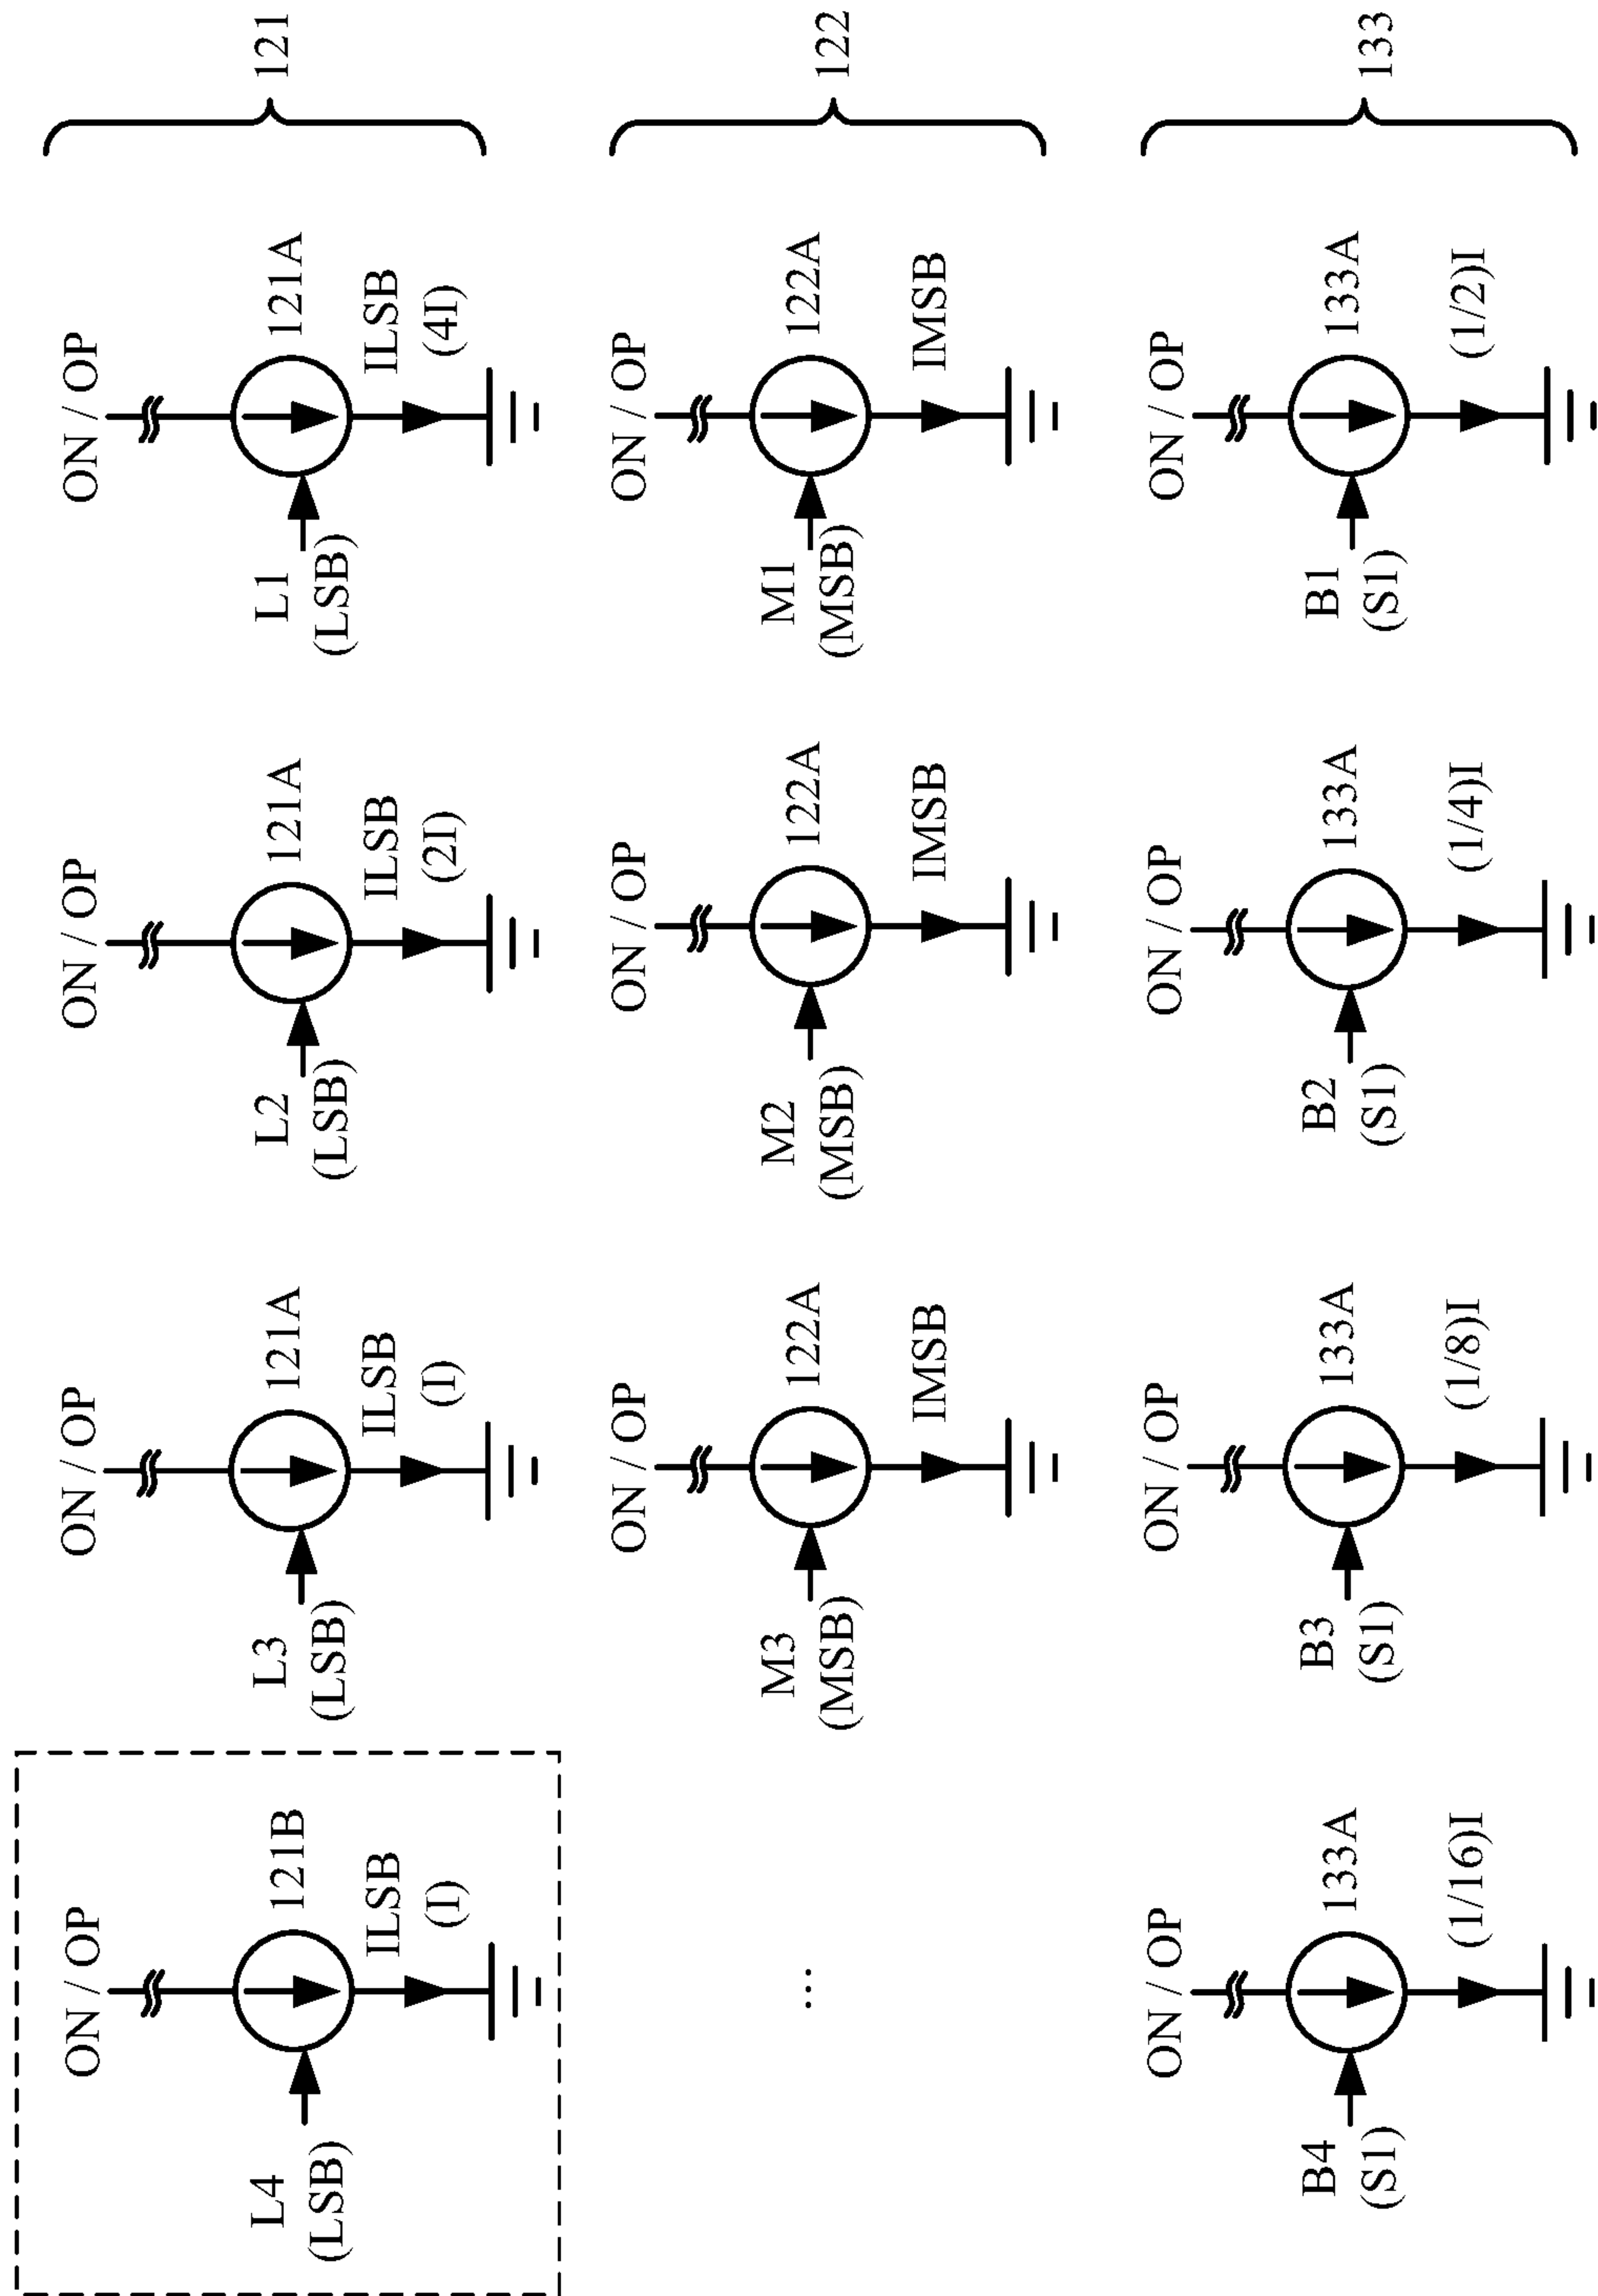 ON / OP
L4
(LSB)
121B
ILSB
(I)
ON / OP
L3
(LSB)
121A
ILSB
(I)
ON / OP
L2
(LSB)
121A
ILSB
(2I)
ON / OP
L1
(LSB)
121A
ILSB
(4I)
121
...
ON / OP
M3
(MSB)
122A
IMSB
ON / OP
M2
(MSB)
122A
IMSB
ON / OP
M1
(MSB)
122A
IMSB
122
ON / OP
B4
(S1)
133A
(1/16)I
ON / OP
B3
(S1)
133A
(1/8)I
ON / OP
B2
(S1)
133A
(1/4)I
ON / OP
B1
(S1)
133A
(1/2)I
133